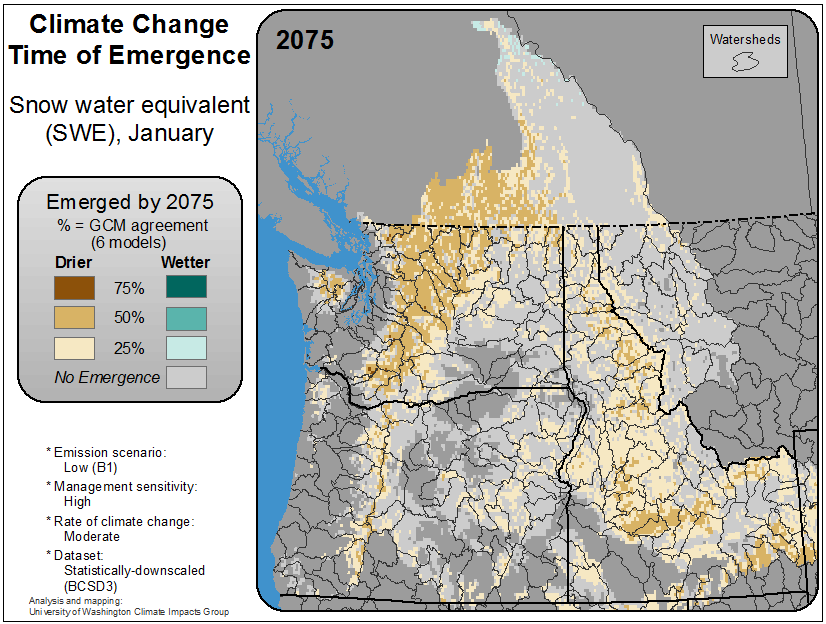 Climate Change
Time of Emergence
Snow water equivalent
(SWE), January
Emerged by 2075
% = GCM agreement
(6 models)
Drier Wetter
75%
50%
25%
No Emergence
* Emission scenario:
Low (B1)
* Management sensitivity:
High
* Rate of climate change:
Moderate
* Dataset:
Statistically-downscaled
(BCSD3)
Analysis and mapping:
University of Washington Climate Impacts Group
2075
Watersheds